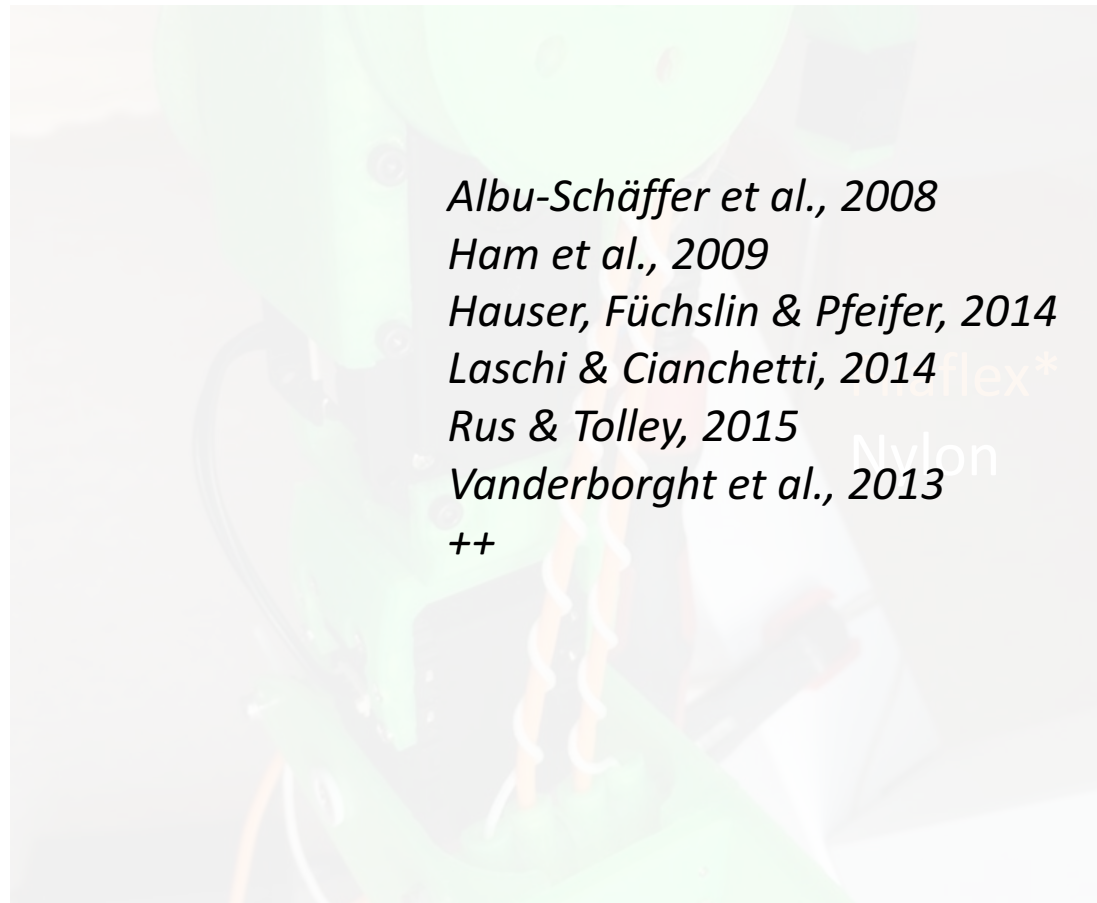 Albu-Schäffer et al., 2008
Ham et al., 2009
Hauser, Füchslin & Pfeifer, 2014
Laschi & Cianchetti, 2014
Rus & Tolley, 2015
Vanderborght et al., 2013
++
Nylon